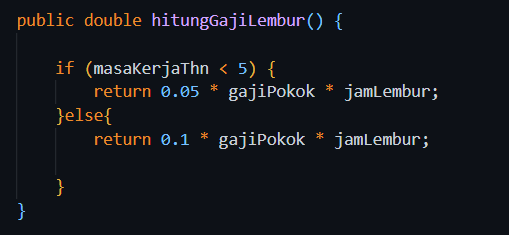 public double hitungGajiLembur() {
if (masaKerjaThn < 5) {
return 0.05 * gajiPokok * jamLembur;
}else{
return 0.1 * gajiPokok * jamLembur;
}
}